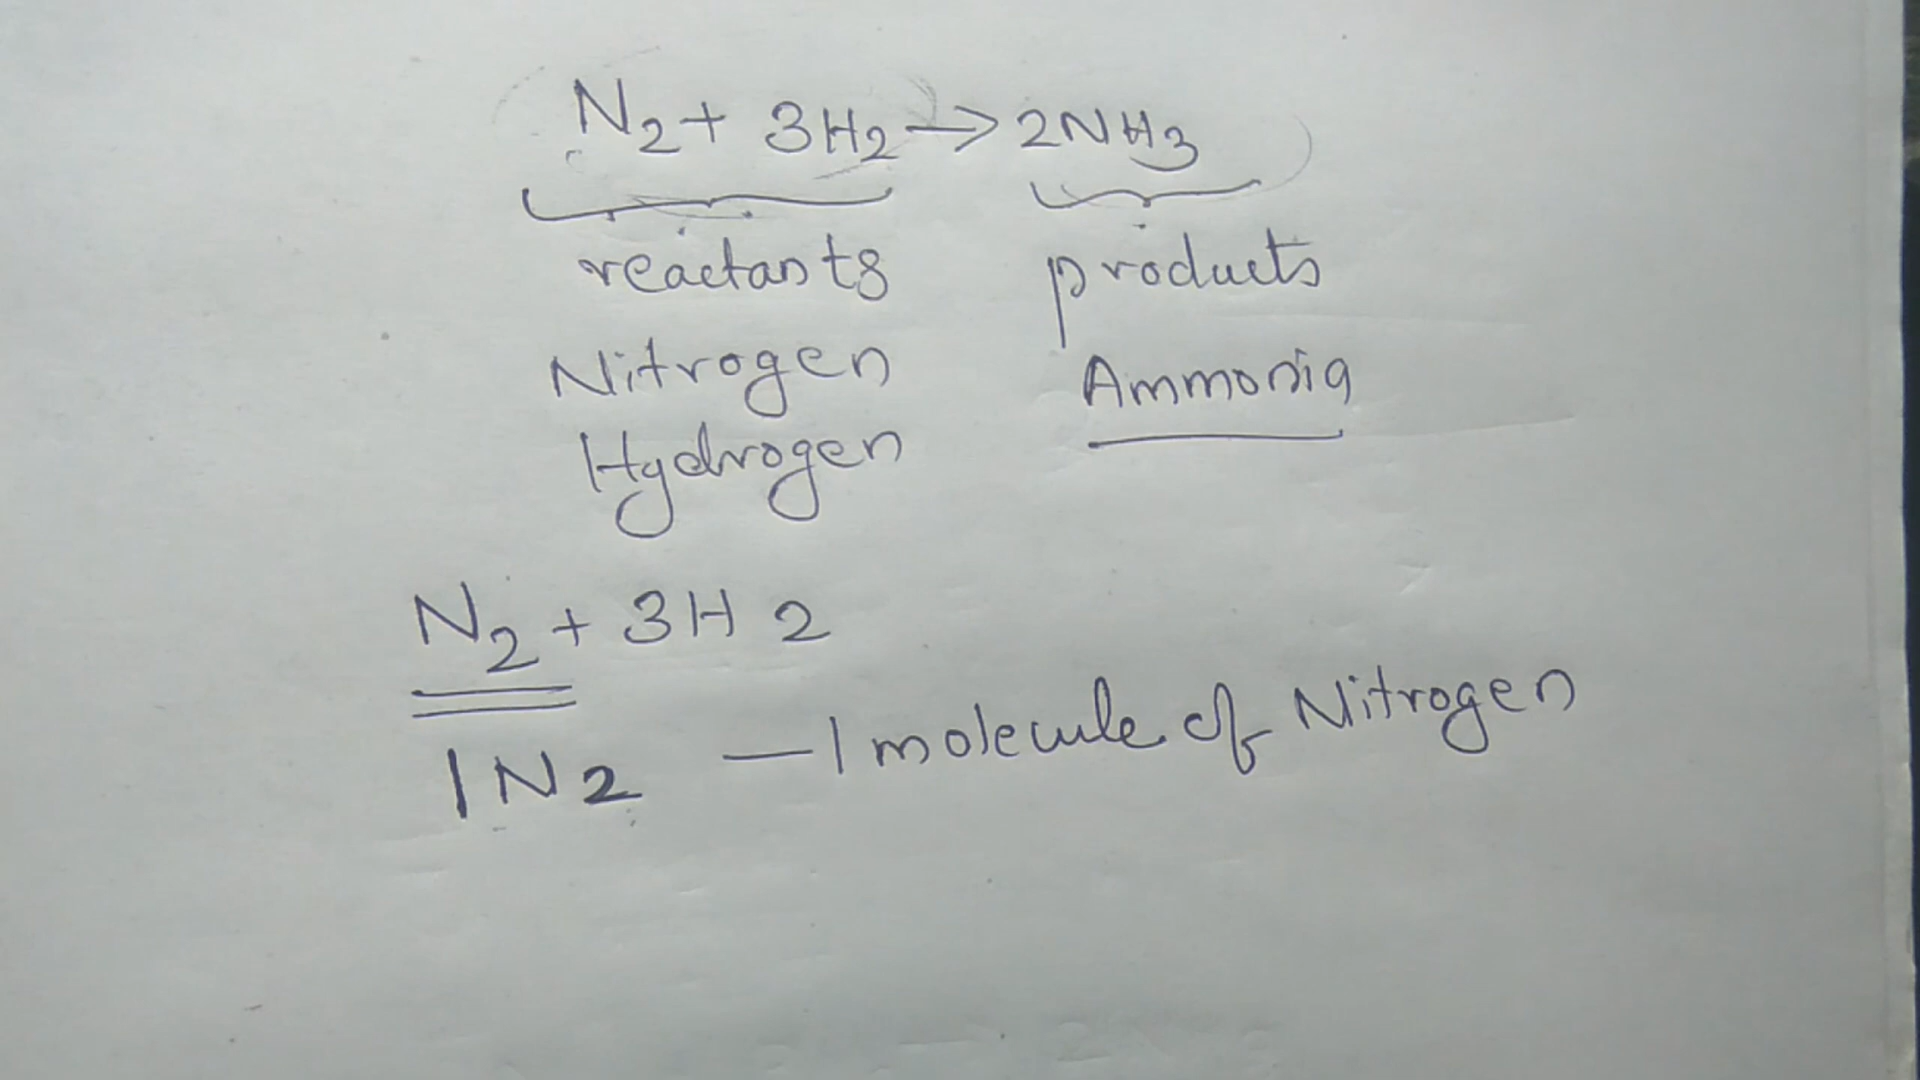 N₂ + 3H₂ → 2NH₃
reactants products
Nitrogen Ammonia
Hydrogen
N₂ + 3H 2
1N2 — 1 molecule of Nitrogen